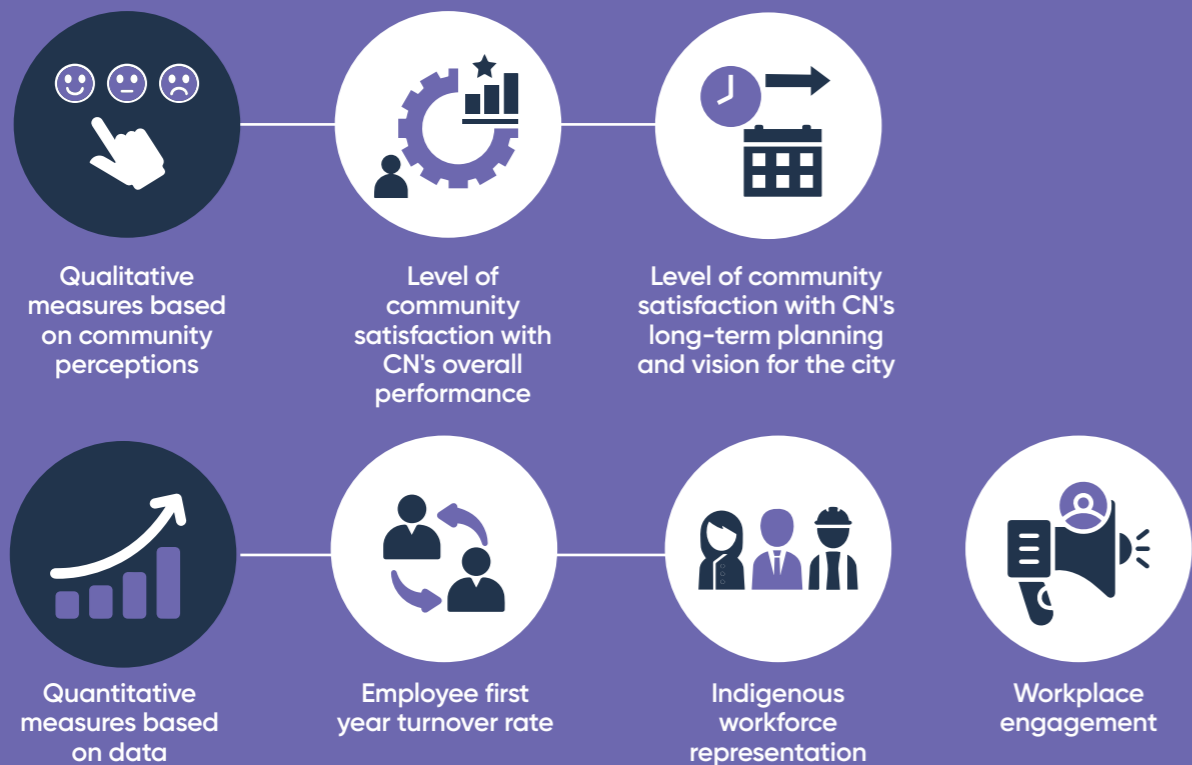 Qualitative
measures based
on community
perceptions
Level of
community
satisfaction with
CN's overall
performance
Level of community
satisfaction with CN's
long-term planning
and vision for the city
Quantitative
measures based
on data
Employee first
year turnover rate
Indigenous
workforce
representation
Workplace
engagement